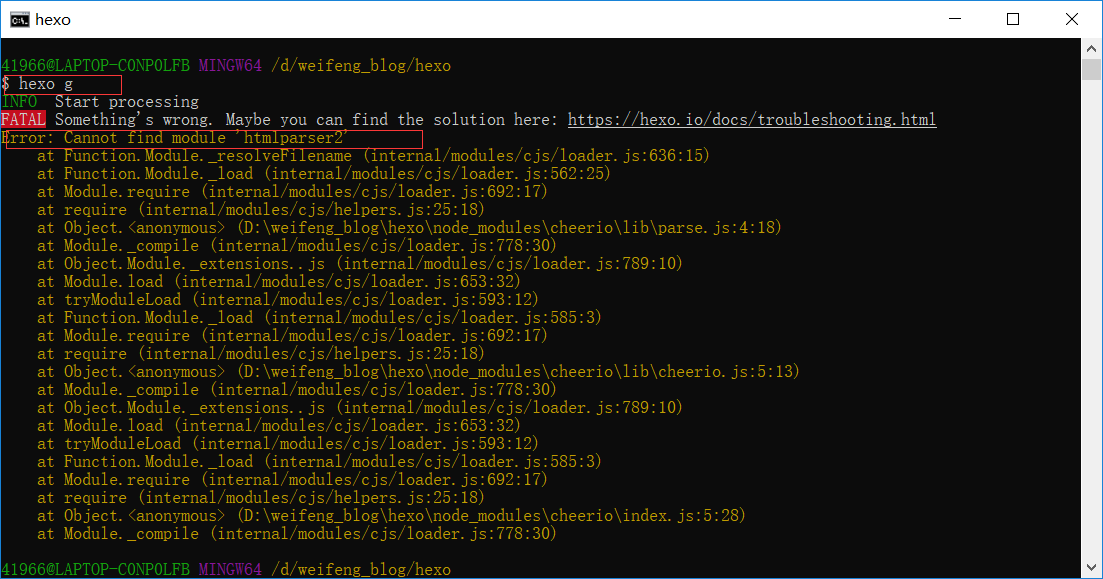 hexo
41966@LAPTOP-CONP0LFB MINGW64 /d/weifeng_blog/hexo
$ hexo g
INFO  Start processing
FATAL Something's wrong. Maybe you can find the solution here: https://hexo.io/docs/troubleshooting.html
Error: Cannot find module 'htmlparser2'
    at Function.Module._resolveFilename (internal/modules/cjs/loader.js:636:15)
    at Function.Module._load (internal/modules/cjs/loader.js:562:25)
    at Module.require (internal/modules/cjs/loader.js:692:17)
    at require (internal/modules/cjs/helpers.js:25:18)
    at Object.<anonymous> (D:\weifeng_blog\hexo\node_modules\cheerio\lib\parse.js:4:18)
    at Module._compile (internal/modules/cjs/loader.js:778:30)
    at Object.Module._extensions..js (internal/modules/cjs/loader.js:789:10)
    at Module.load (internal/modules/cjs/loader.js:653:32)
    at tryModuleLoad (internal/modules/cjs/loader.js:593:12)
    at Function.Module._load (internal/modules/cjs/loader.js:585:3)
    at Module.require (internal/modules/cjs/loader.js:692:17)
    at require (internal/modules/cjs/helpers.js:25:18)
    at Object.<anonymous> (D:\weifeng_blog\hexo\node_modules\cheerio\lib\cheerio.js:5:13)
    at Module._compile (internal/modules/cjs/loader.js:778:30)
    at Object.Module._extensions..js (internal/modules/cjs/loader.js:789:10)
    at Module.load (internal/modules/cjs/loader.js:653:32)
    at tryModuleLoad (internal/modules/cjs/loader.js:593:12)
    at Function.Module._load (internal/modules/cjs/loader.js:585:3)
    at Module.require (internal/modules/cjs/loader.js:692:17)
    at require (internal/modules/cjs/helpers.js:25:18)
    at Object.<anonymous> (D:\weifeng_blog\hexo\node_modules\cheerio\index.js:5:28)
    at Module._compile (internal/modules/cjs/loader.js:778:30)
41966@LAPTOP-CONP0LFB MINGW64 /d/weifeng_blog/hexo